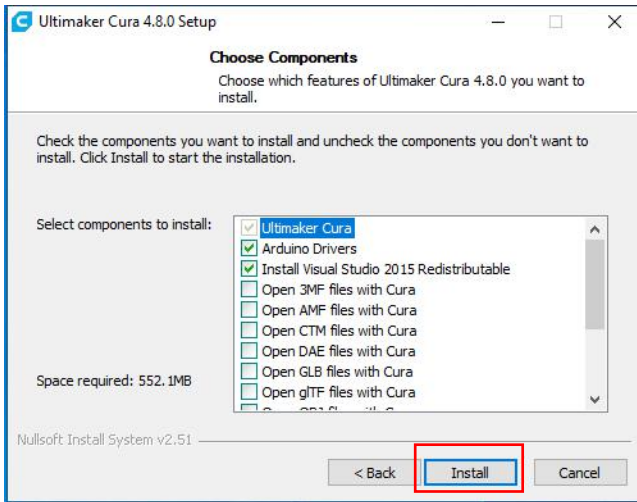 Ultimaker Cura 4.8.0 Setup
Choose Components
Choose which features of Ultimaker Cura 4.8.0 you want to
install.
Check the components you want to install and uncheck the components you don't want to
install. Click Install to start the installation.
Select components to install:
Ultimaker Cura
Arduino Drivers
Install Visual Studio 2015 Redistributable
Open 3MF files with Cura
Open AMF files with Cura
Open CTM files with Cura
Open DAE files with Cura
Open GLB files with Cura
Open glTF files with Cura
Space required: 552.1MB
Nullsoft Install System v2.51
< Back
Install
Cancel